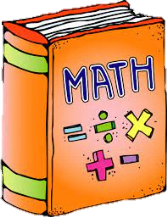 MATH
= ÷ ×
+ -